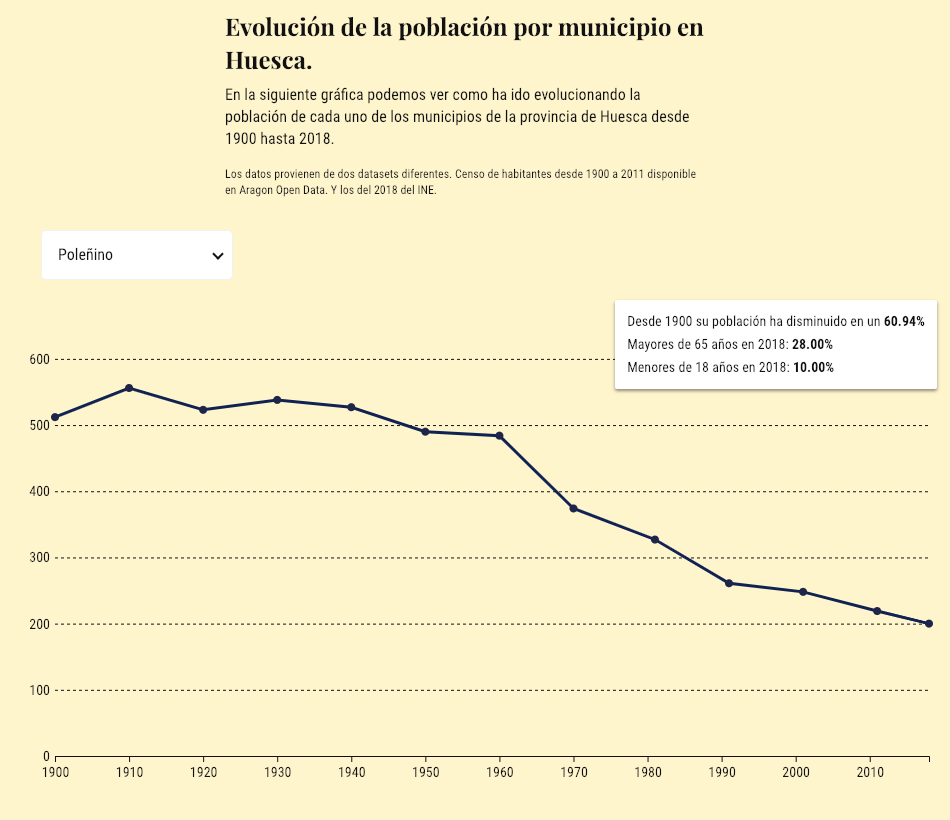 Evolución de la población por municipio en
Huesca.
En la siguiente gráfica podemos ver como ha ido evolucionando la
población de cada uno de los municipios de la provincia de Huesca desde
1900 hasta 2018.
Los datos provienen de dos datasets diferentes. Censo de habitantes desde 1900 a 2011 disponible
en Aragon Open Data. Y los del 2018 del INE.
Poleñino
Desde 1900 su población ha disminuido en un 60.94%
Mayores de 65 años en 2018: 28.00%
Menores de 18 años en 2018: 10.00%
600
500
400
300
200
100
0
1900 1910 1920 1930 1940 1950 1960 1970 1980 1990 2000 2010